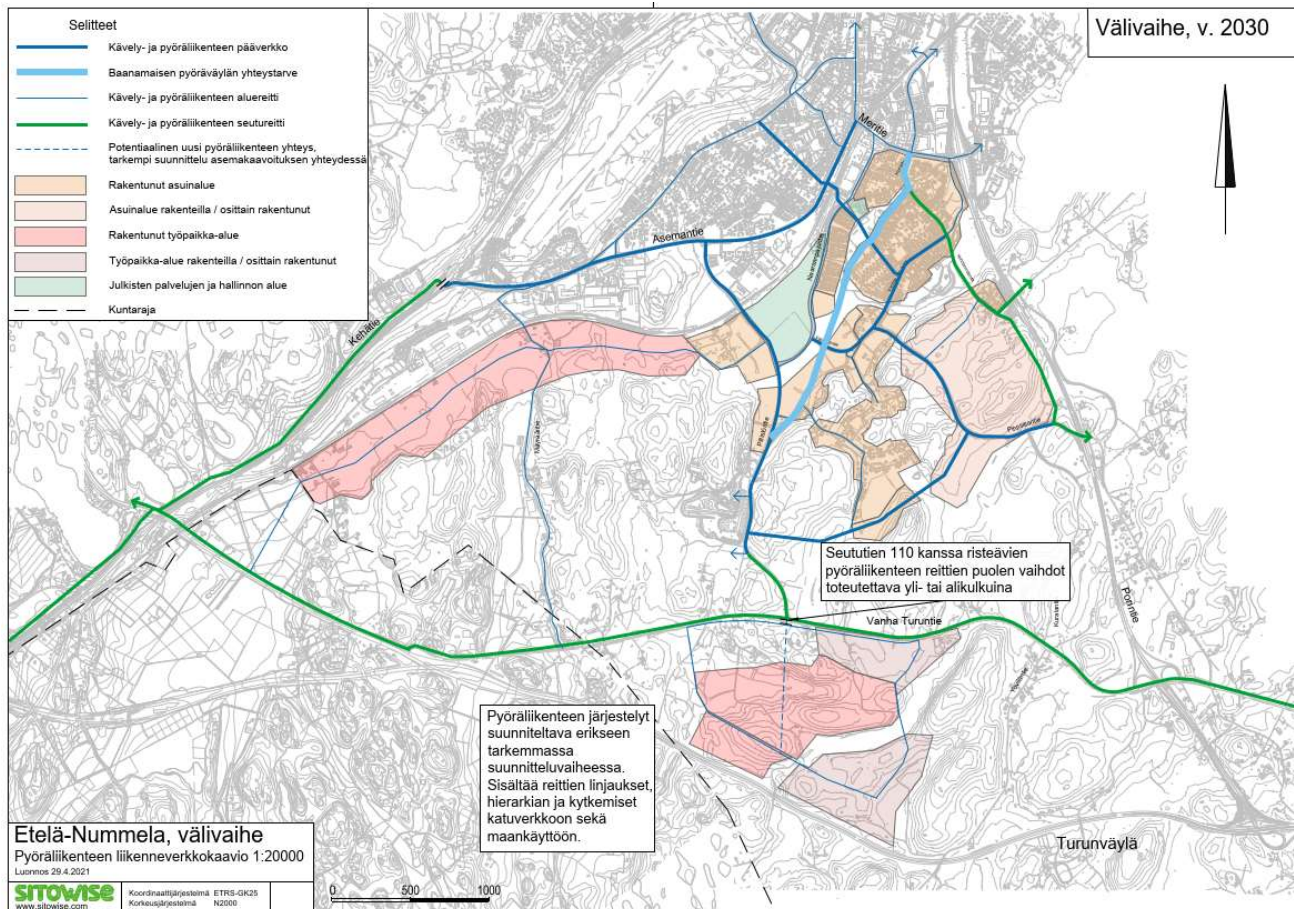 Selitteet
Kävely- ja pyöräliikenteen pääverkko
Baanamaisen pyöräväylän yhteystarve
Kävely- ja pyöräliikenteen aluereitti
Kävely- ja pyöräliikenteen seutureitti
Potentiaalinen uusi pyöräliikenteen yhteys,
tarkempi suunnittelu asemakaavoituksen yhteydessä
Rakentunut asuinalue
Asuinalue rakenteilla / osittain rakentunut
Rakentunut työpaikka-alue
Työpaikka-alue rakenteilla / osittain rakentunut
Julkisten palvelujen ja hallinnon alue
Kuntaraja
Välivaihe, v. 2030
Meritie
Asemantie
Kehätie
Pisteentie
Porintie
Seututien 110 kanssa risteävien
pyöräliikenteen reittien puolen vaihdot
toteutettava yli- tai alikulkuina
Vanha Turuntie
Pyöräliikenteen järjestelyt
suunniteltava erikseen
tarkemmassa
suunnitteluvaiheessa.
Sisältää reittien linjaukset,
hierarkian ja kytkemiset
katuverkkoon sekä
maankäyttöön.
Turunväylä
Etelä-Nummela, välivaihe
Pyöräliikenteen liikenneverkkokaavio 1:20000
Luonnos 29.4.2021
SITOWISE
www.sitowise.com
Koordinaattijärjestelmä ETRS-GK25
Korkeusjärjestelmä N2000
0 500 1000